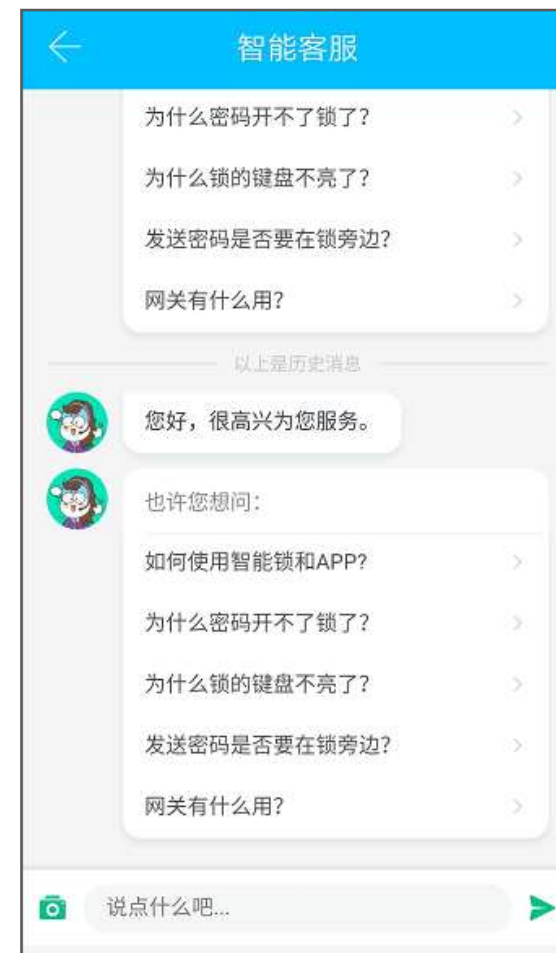 智能客服
为什么密码开不了锁了?
为什么锁的键盘不亮了?
发送密码是否要在锁旁边?
网关有什么用?
以上是历史消息
您好，很高兴为您服务。
也许您想问：
如何使用智能锁和APP?
为什么密码开不了锁了?
为什么锁的键盘不亮了?
发送密码是否要在锁旁边?
网关有什么用?
说点什么吧...